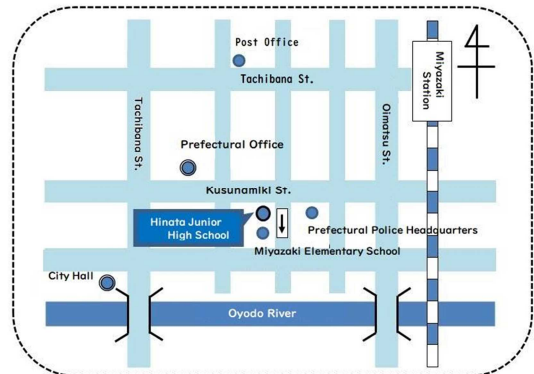 Post Office
Tachibana St.
Miyazaki
Station
Tachibana St.
Oimatsu St.
Prefectural Office
Kusunamiki St.
Hinata Junior
High School
Prefectural Police Headquarters
Miyazaki Elementary School
City Hall
Oyodo River